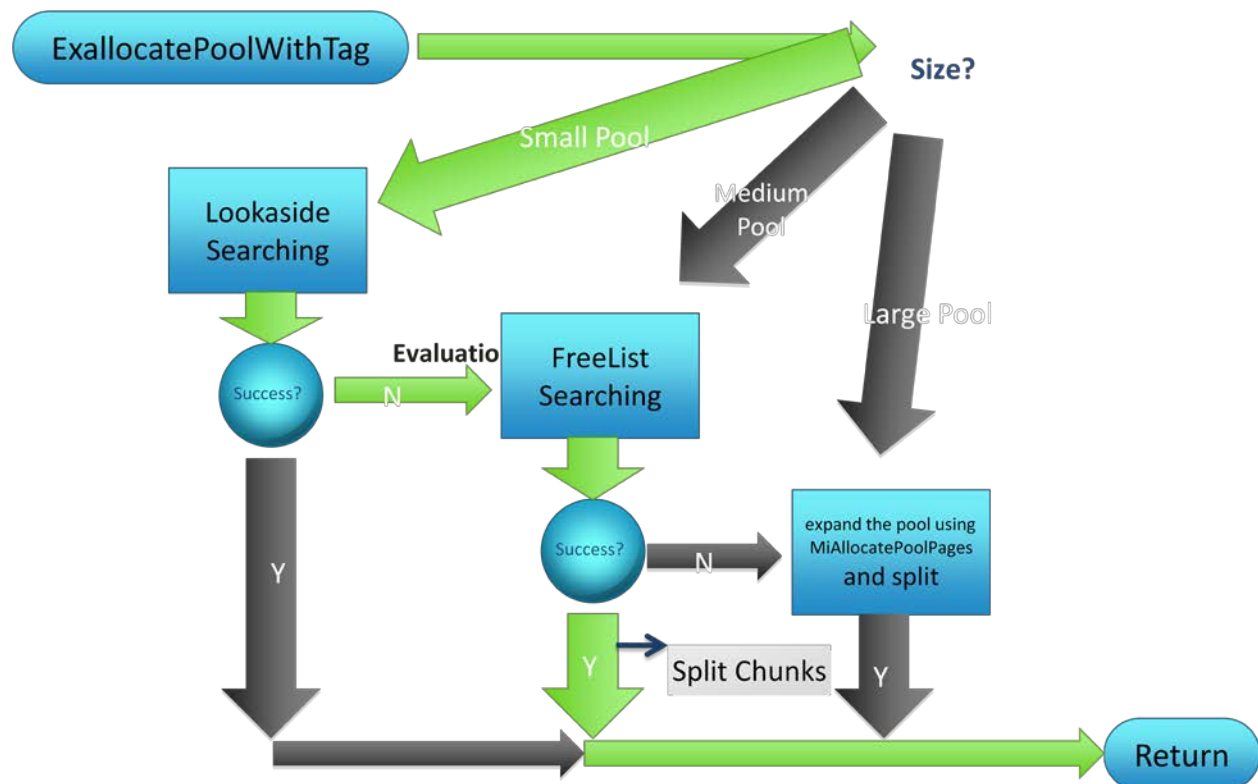 ExallocatePoolWithTag
Size?
Small Pool
Medium
Pool
Lookaside
Searching
Large Pool
Evaluatio
FreeList
Searching
Success?
N
Success?
N
expand the pool using
MiAllocatePoolPages
and split
Y
Y
Split Chunks
Y
Return